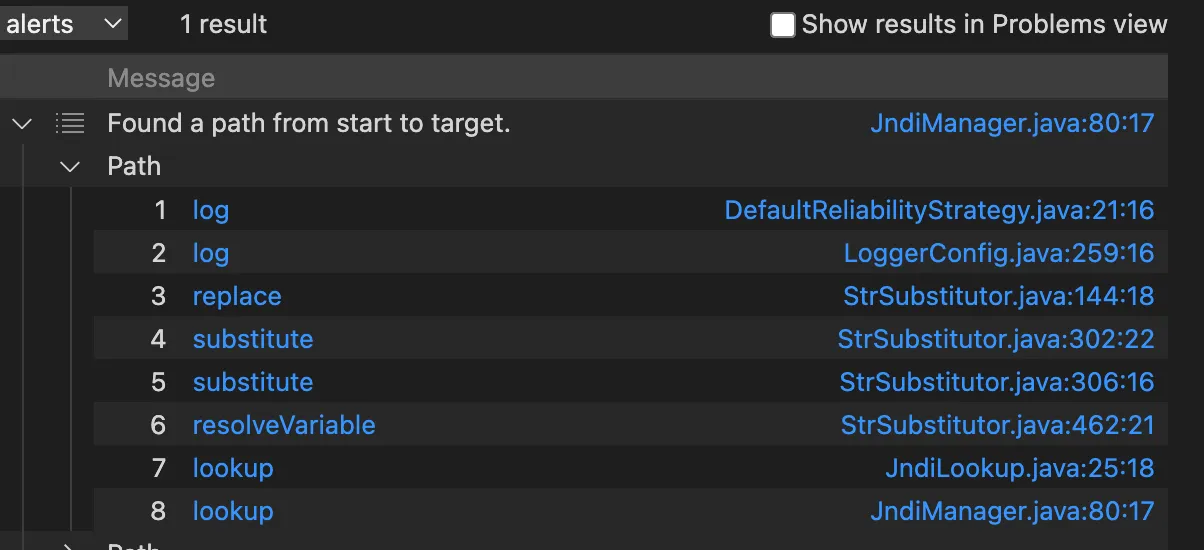 alerts 1 result Show results in Problems view
Message
Found a path from start to target. JndiManager.java:80:17
Path
1 log DefaultReliabilityStrategy.java:21:16
2 log LoggerConfig.java:259:16
3 replace StrSubstitutor.java:144:18
4 substitute StrSubstitutor.java:302:22
5 substitute StrSubstitutor.java:306:16
6 resolveVariable StrSubstitutor.java:462:21
7 lookup JndiLookup.java:25:18
8 lookup JndiManager.java:80:17
Path